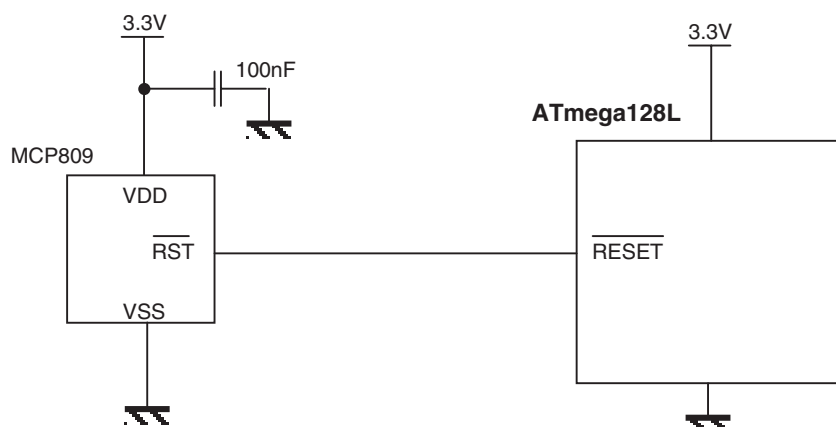 3.3V
3.3V
100nF
ATmega128L
MCP809
VDD
RST
RESET
VSS